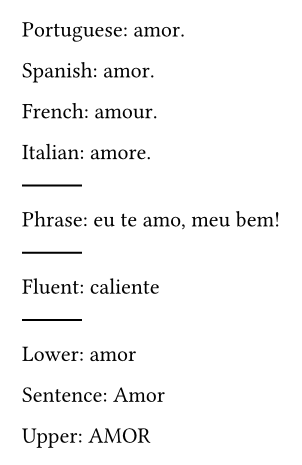 Portuguese: amor.
Spanish: amor.
French: amour.
Italian: amore.
Phrase: eu te amo, meu bem!
Fluent: caliente
Lower: amor
Sentence: Amor
Upper: AMOR